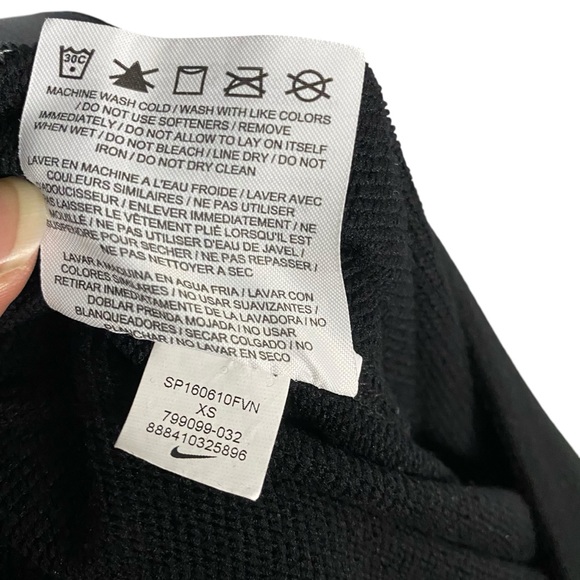 30C
MACHINE WASH COLD / WASH WITH LIKE COLORS
/ DO NOT USE SOFTENERS / REMOVE
IMMEDIATELY / DO NOT ALLOW TO LAY ON ITSELF
WHEN WET / DO NOT BLEACH / LINE DRY / DO NOT
IRON / DO NOT DRY CLEAN
LAVER EN MACHINE A L'EAU FROIDE / LAVER AVEC
COULEURS SIMILAIRES / NE PAS UTILISER
D'ADOUCISSEUR / ENLEVER IMMEDIATEMENT / NE
PAS LAISSER LE VÊTEMENT PLIÉ LORSQU'IL EST
MOUILLÉ / NE PAS UTILISER D'EAU DE JAVEL /
SUSPENDRE POUR SECHER / NE PAS REPASSER /
NE PAS NETTOYER A SEC
LAVAR A MAQUINA EN AGUA FRIA / LAVAR CON
COLORES SIMILARES / NO USAR SUAVIZANTES /
RETIRAR INMEDIATAMENTE DE LA LAVADORA / NO
DOBLAR PRENDA MOJADA / NO USAR
BLANQUEADORES / SECAR COLGADO / NO
PLANCHAR / NO LAVAR EN SECO
SP160610FVN
XS
799099-032
888410325896